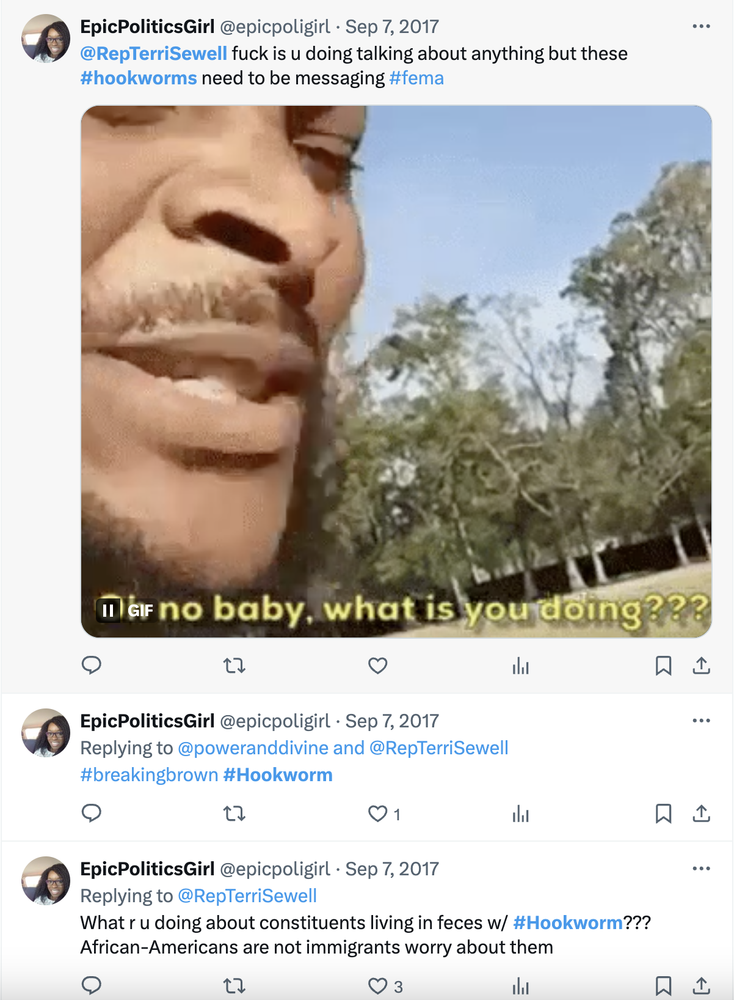 EpicPoliticsGirl @epicpoligirl · Sep 7, 2017
@RepTerriSewell fuck is u doing talking about anything but these
#hookworms need to be messaging #fema
GIF no baby, what is you doing???
EpicPoliticsGirl @epicpoligirl · Sep 7, 2017
Replying to @poweranddivine and @RepTerriSewell
#breakingbrown #Hookworm
1
EpicPoliticsGirl @epicpoligirl · Sep 7, 2017
Replying to @RepTerriSewell
What r u doing about constituents living in feces w/ #Hookworm???
African-Americans are not immigrants worry about them
3